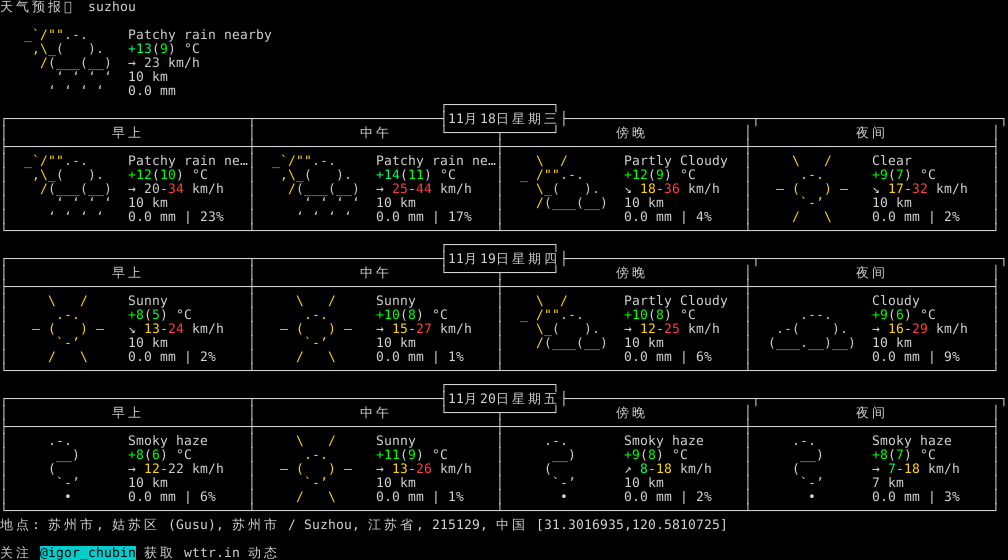 天气预报 suzhou
Patchy rain nearby
+13(9) °C
→ 23 km/h
10 km
0.0 mm
11月18日星期三
早上 中午 傍晚 夜间
Patchy rain ne… Patchy rain ne… Partly Cloudy Clear
+12(10) °C +14(11) °C +12(9) °C +9(7) °C
→ 20-34 km/h → 25-44 km/h ↘ 18-36 km/h ↘ 17-32 km/h
10 km 10 km 10 km 10 km
0.0 mm | 23% 0.0 mm | 17% 0.0 mm | 4% 0.0 mm | 2%
11月19日星期四
早上 中午 傍晚 夜间
Sunny Sunny Partly Cloudy Cloudy
+8(5) °C +10(8) °C +10(8) °C +9(6) °C
↘ 13-24 km/h → 15-27 km/h → 12-25 km/h → 16-29 km/h
10 km 10 km 10 km 10 km
0.0 mm | 2% 0.0 mm | 1% 0.0 mm | 6% 0.0 mm | 9%
11月20日星期五
早上 中午 傍晚 夜间
Smoky haze Sunny Smoky haze Smoky haze
+8(6) °C +11(9) °C +9(8) °C +8(7) °C
→ 12-22 km/h → 13-26 km/h ↗ 8-18 km/h → 7-18 km/h
10 km 10 km 10 km 7 km
0.0 mm | 6% 0.0 mm | 1% 0.0 mm | 2% 0.0 mm | 3%
地点: 苏州市, 姑苏区 (Gusu), 苏州市 / Suzhou, 江苏省, 215129, 中国 [31.3016935,120.5810725]
关注 @igor_chubin 获取 wttr.in 动态